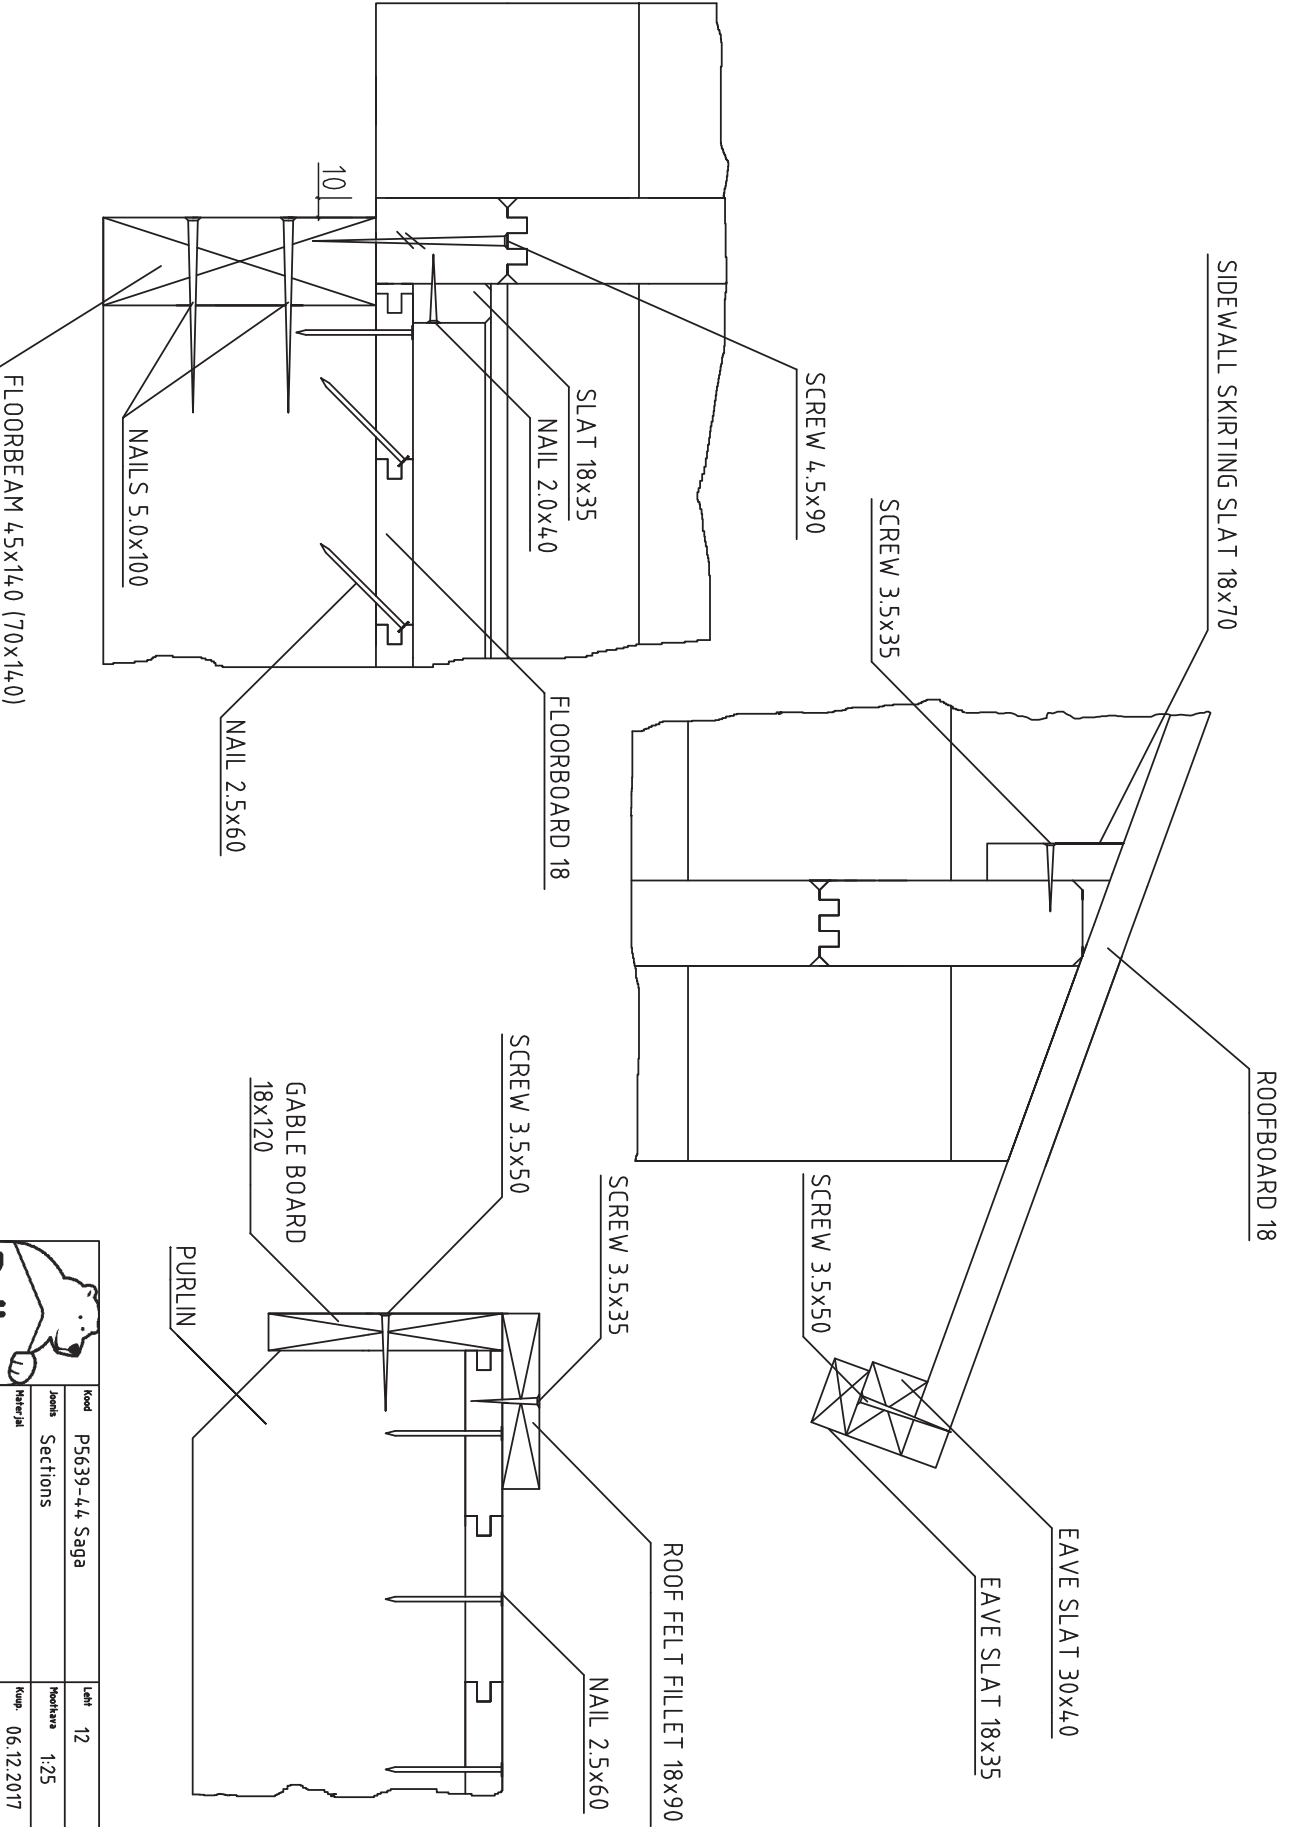 SIDEWALL SKIRTING SLAT 18x70
ROOFBOARD 18
SCREW 3.5x35
SCREW 3.5x50
EAVE SLAT 30x40
EAVE SLAT 18x35
SCREW 4.5x90
SLAT 18x35
NAIL 2.0x40
FLOORBOARD 18
10
NAIL 2.5x60
NAILS 5.0x100
FLOORBEAM 45x140 (70x140)
SCREW 3.5x35
SCREW 3.5x50
ROOF FELT FILLET 18x90
NAIL 2.5x60
GABLE BOARD
18x120
PURLIN
Kood P5639-44 Saga
Leht 12
Joonis Sections
Mootkava 1:25
Materjal
Kuup. 06.12.2017